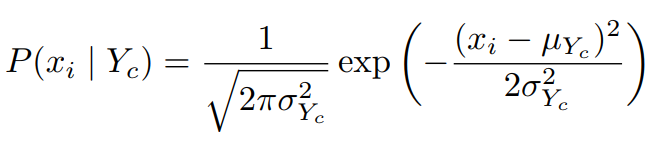 P(x_i | Y_c) = \frac{1}{\sqrt{2\pi\sigma_{Y_c}^2}} \exp\left(-\frac{(x_i - \mu_{Y_c})^2}{2\sigma_{Y_c}^2}\right)